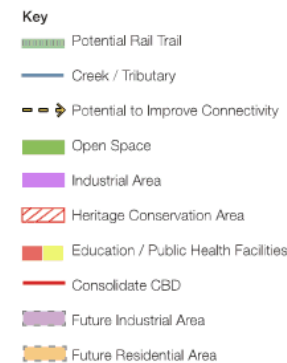 Key
Potential Rail Trail
Creek / Tributary
Potential to Improve Connectivity
Open Space
Industrial Area
Heritage Conservation Area
Education / Public Health Facilities
Consolidate CBD
Future Industrial Area
Future Residential Area